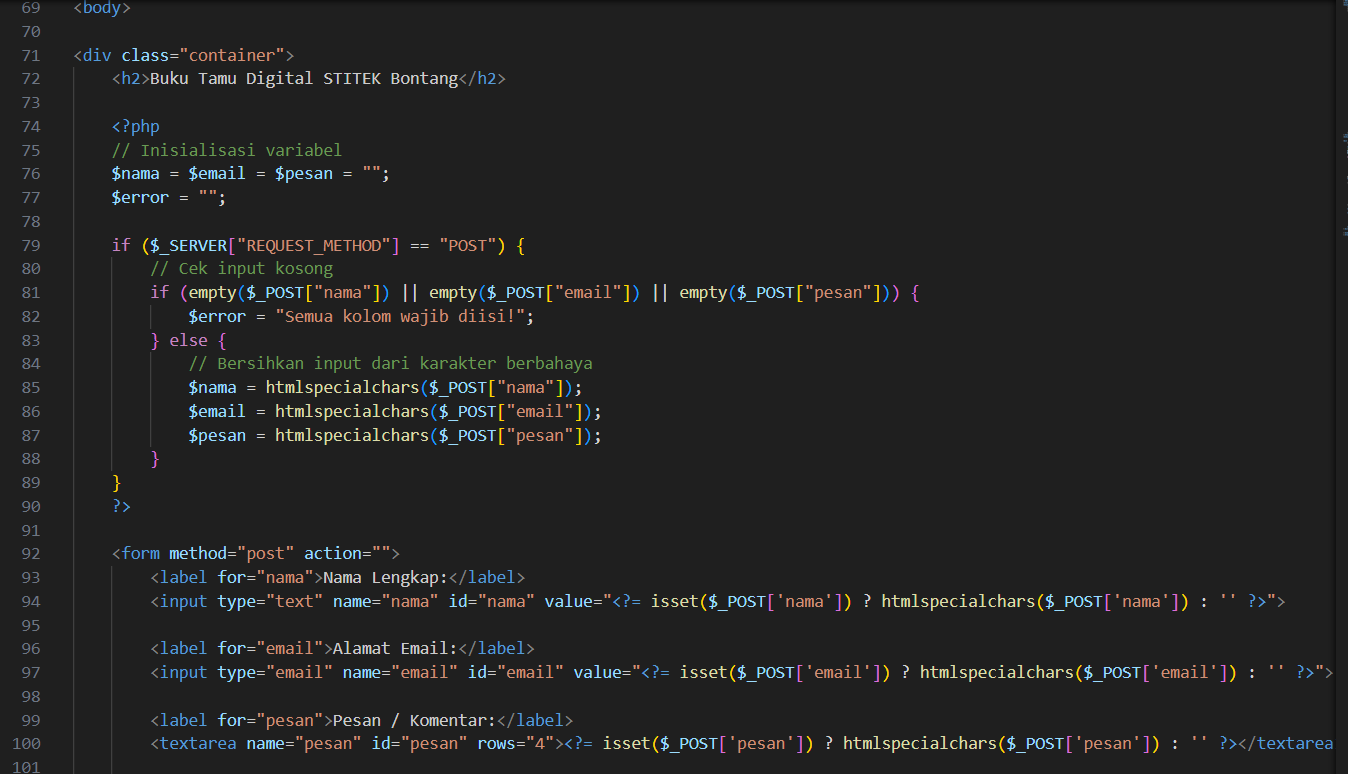 69 <body>
70
71 <div class="container">
72 <h2>Buku Tamu Digital STITEK Bontang</h2>
73
74 <?php
75 // Inisialisasi variabel
76 $nama = $email = $pesan = "";
77 $error = "";
78
79 if ($_SERVER["REQUEST_METHOD"] == "POST") {
80 // Cek input kosong
81 if (empty($_POST["nama"]) || empty($_POST["email"]) || empty($_POST["pesan"])) {
82 $error = "Semua kolom wajib diisi!";
83 } else {
84 // Bersihkan input dari karakter berbahaya
85 $nama = htmlspecialchars($_POST["nama"]);
86 $email = htmlspecialchars($_POST["email"]);
87 $pesan = htmlspecialchars($_POST["pesan"]);
88 }
89 }
90 ?>
91
92 <form method="post" action="">
93 <label for="nama">Nama Lengkap:</label>
94 <input type="text" name="nama" id="nama" value="<?= isset($_POST['nama']) ? htmlspecialchars($_POST['nama']) : '' ?>">
95
96 <label for="email">Alamat Email:</label>
97 <input type="email" name="email" id="email" value="<?= isset($_POST['email']) ? htmlspecialchars($_POST['email']) : '' ?>">
98
99 <label for="pesan">Pesan / Komentar:</label>
100 <textarea name="pesan" id="pesan" rows="4"><?= isset($_POST['pesan']) ? htmlspecialchars($_POST['pesan']) : '' ?></textarea
101